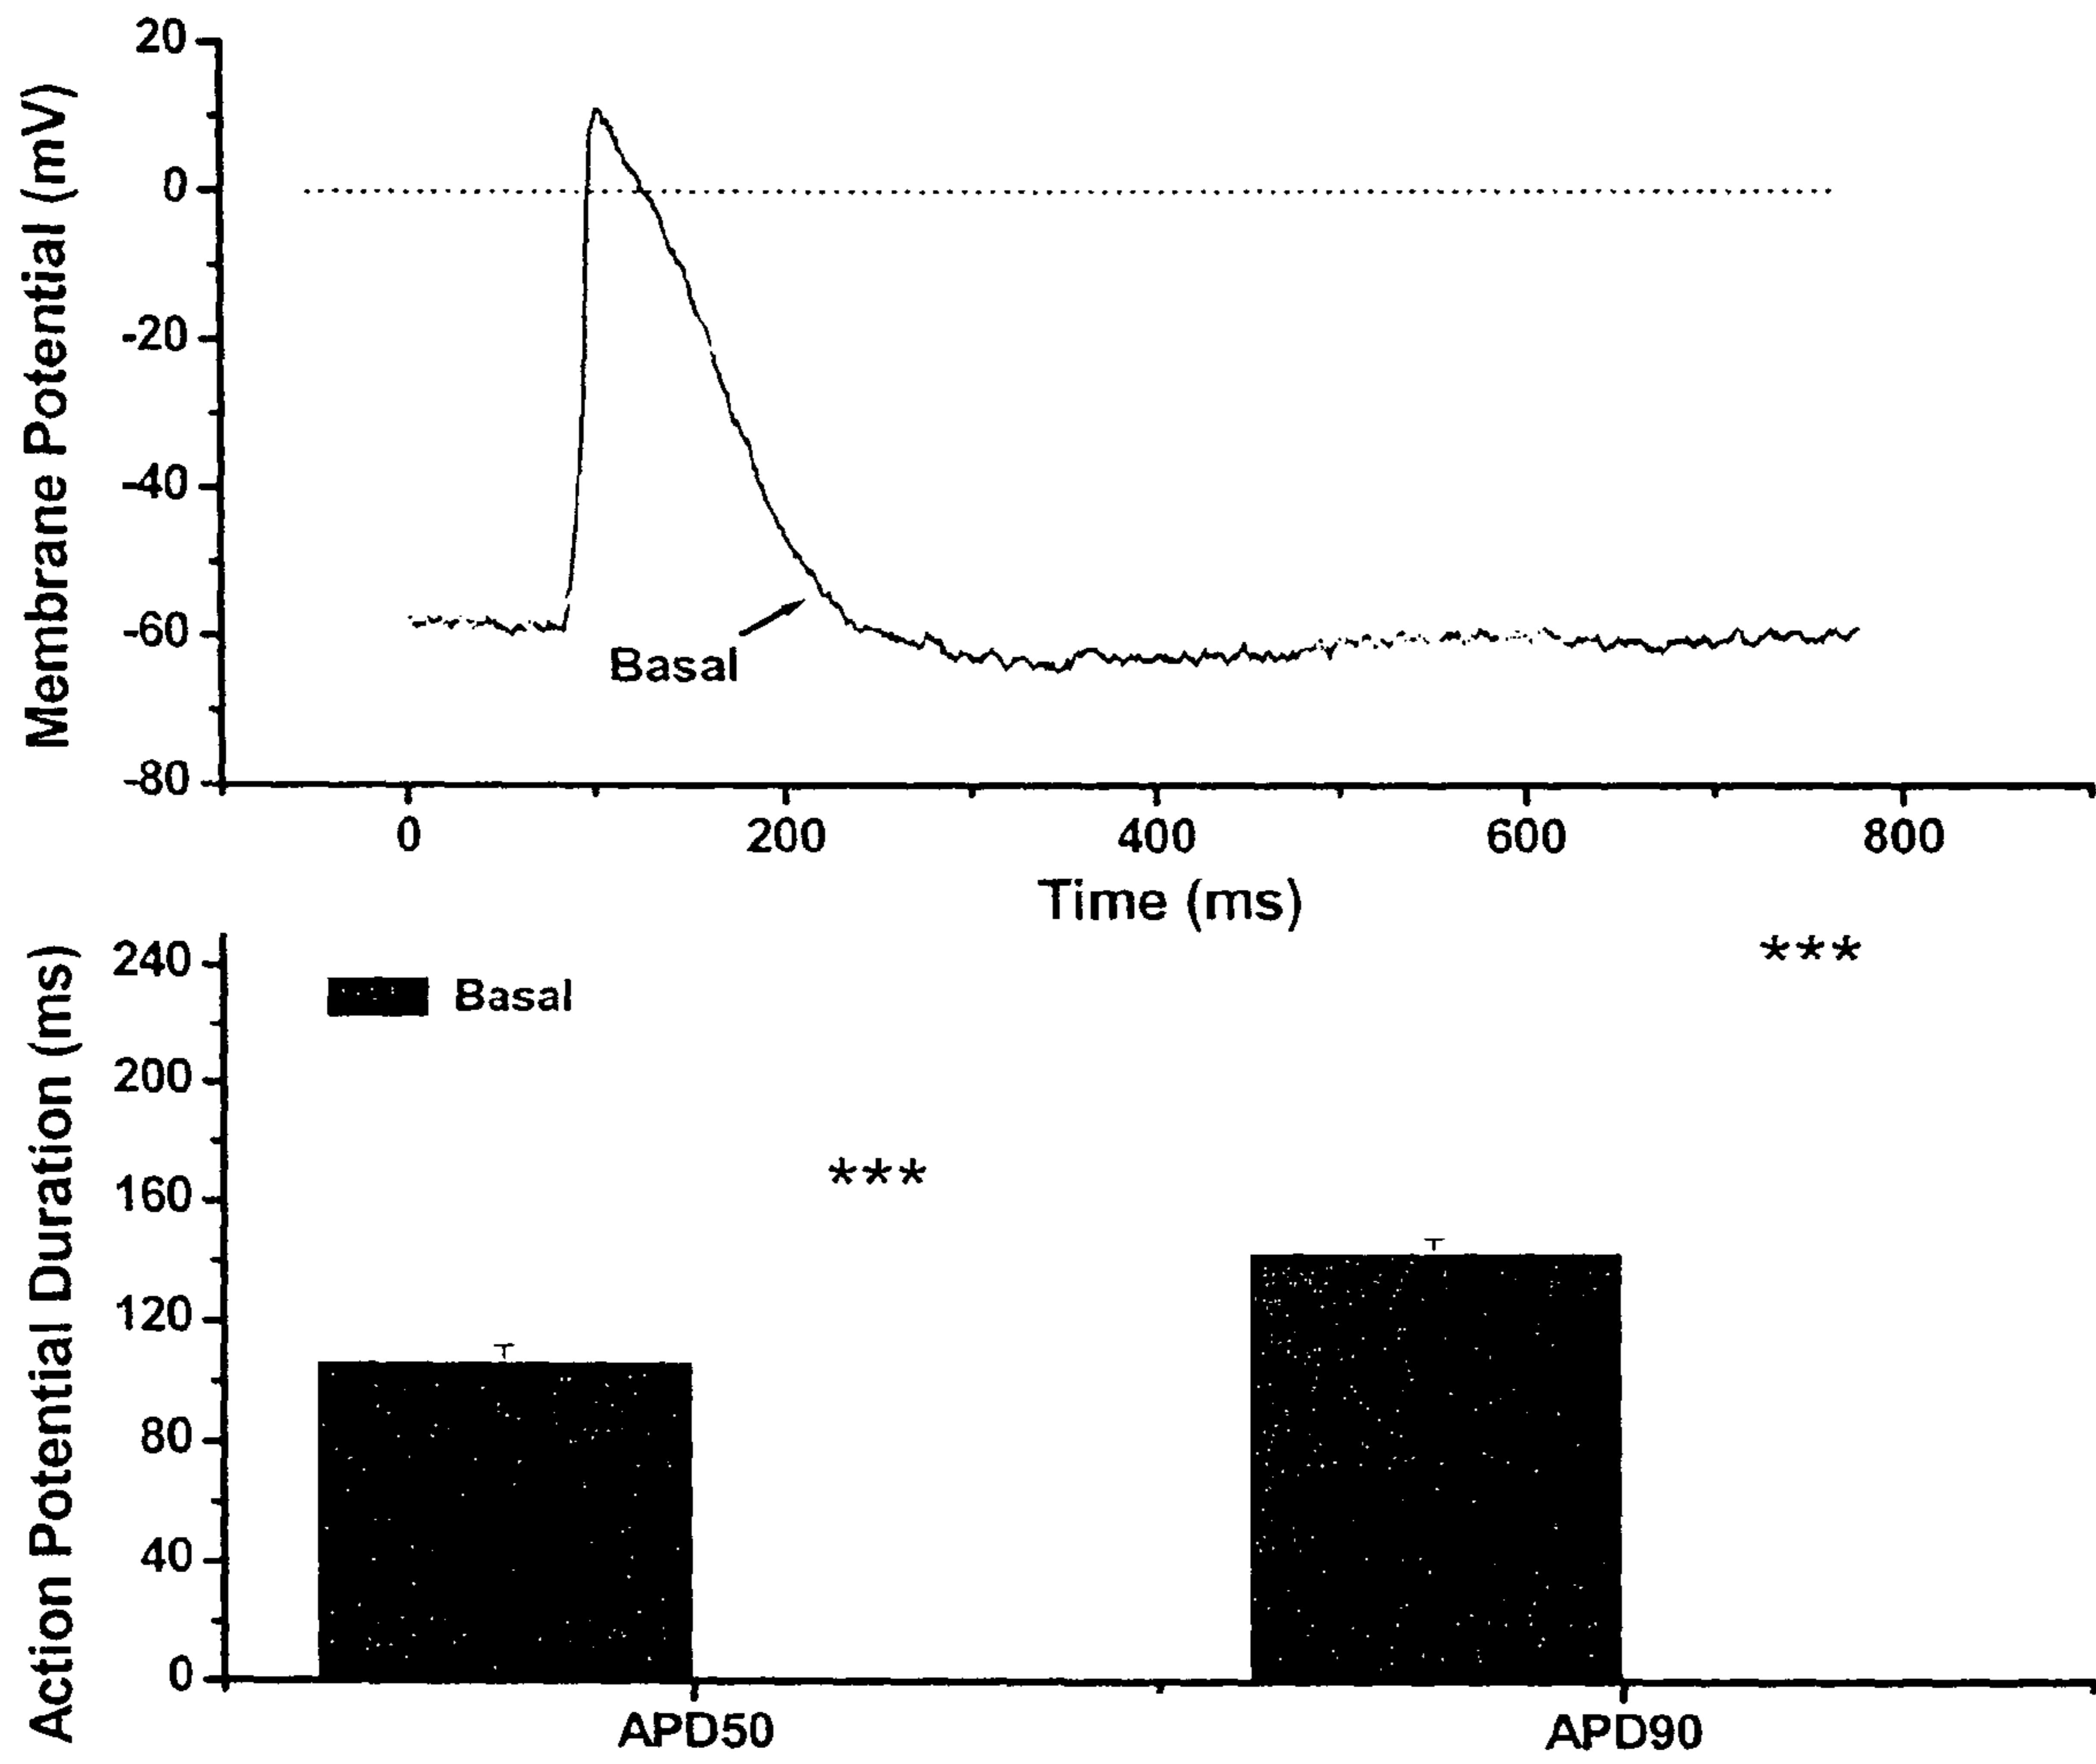 Membrane Potential (mV)
20
0
-20
-40
-60
-80
Basal
0 200 400 600 800
Time (ms)
Action Potential Duration (ms)
240
200
160
120
80
40
0
Basal
***
***
APD50 APD90